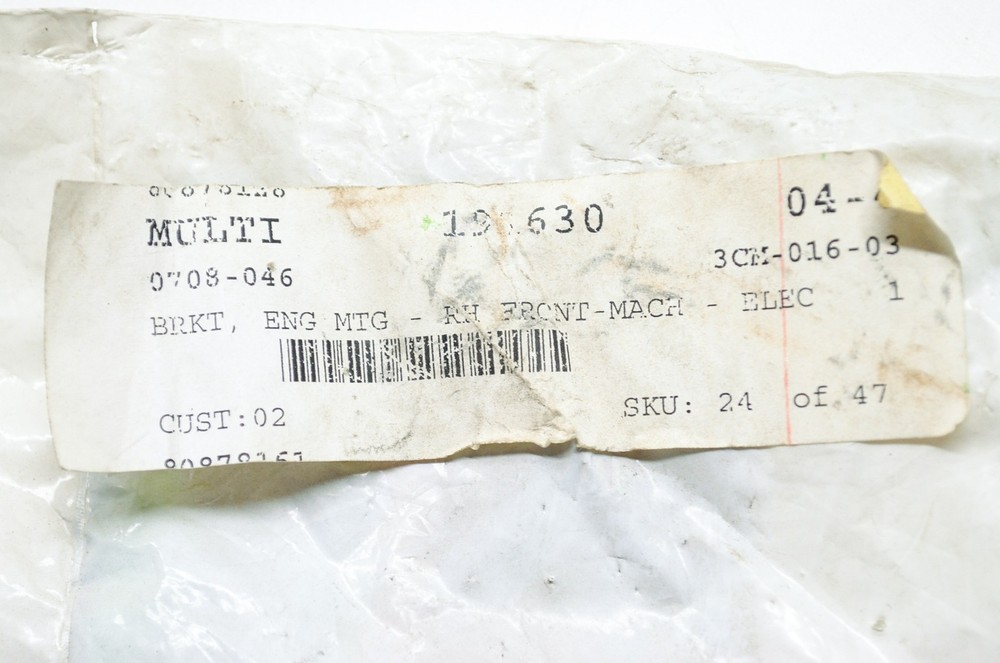 MULTI
04-
0708-046 3CM-016-03
BRKT, ENG MTG - RH FRONT-MACH - ELEC 1
CUST:02 SKU: 24 of 47